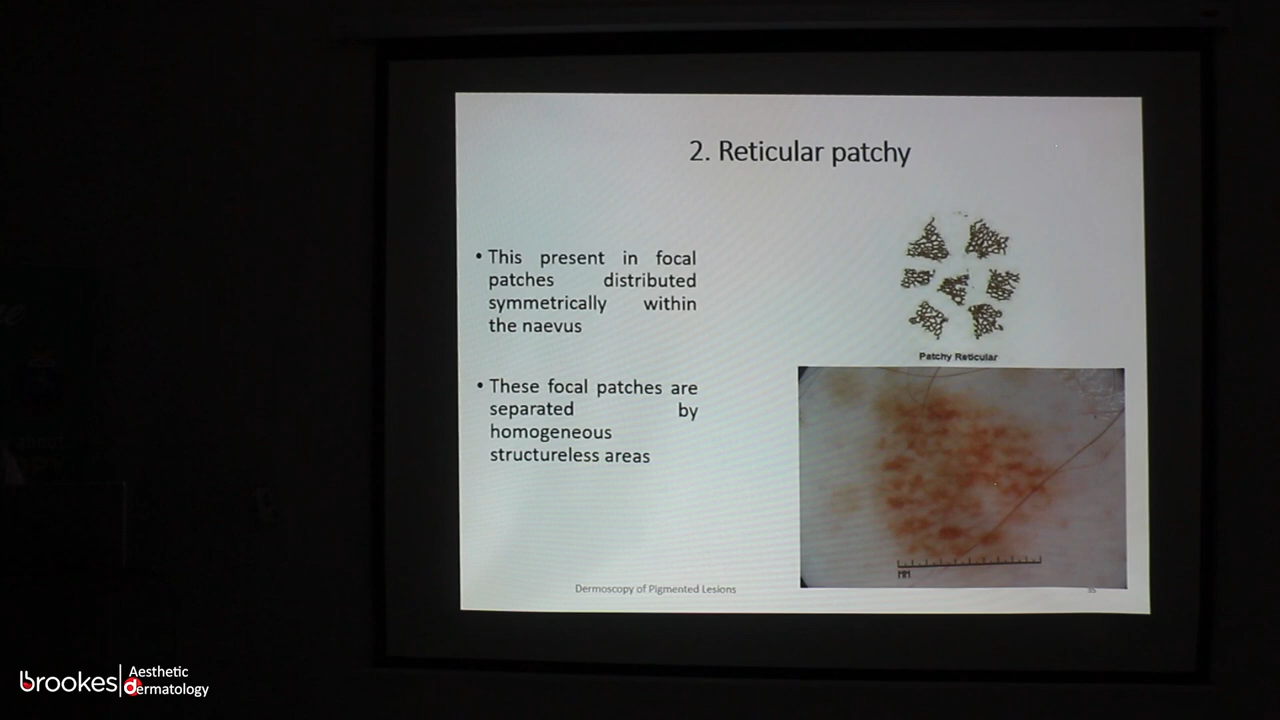 2. Reticular patchy
• This present in focal
patches distributed
symmetrically within
the naevus
• These focal patches are
separated by
homogeneous
structureless areas
Patchy Reticular
MM
Dermoscopy of Pigmented Lesions
35
brookes
Aesthetic
dermatology